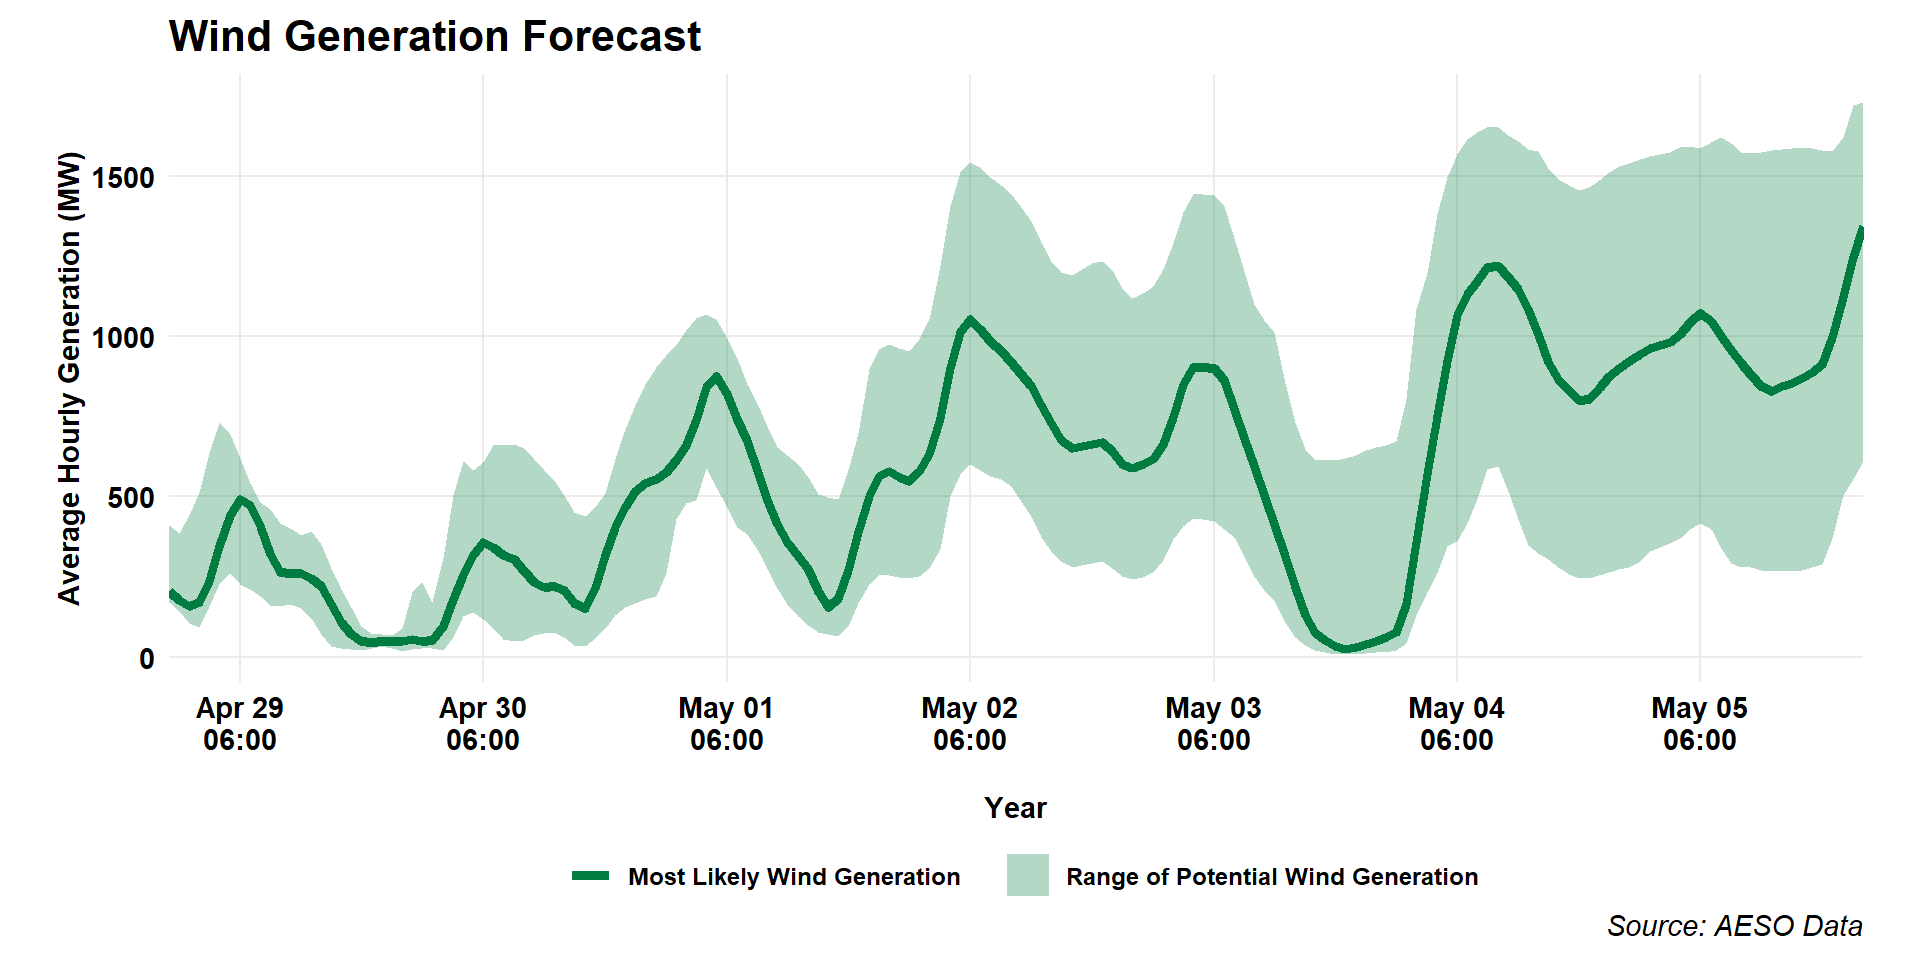 Wind Generation Forecast
Average Hourly Generation (MW)
1500
1000
500
0
Apr 29 Apr 30 May 01 May 02 May 03 May 04 May 05
06:00 06:00 06:00 06:00 06:00 06:00 06:00
Year
Most Likely Wind Generation Range of Potential Wind Generation
Source: AESO Data